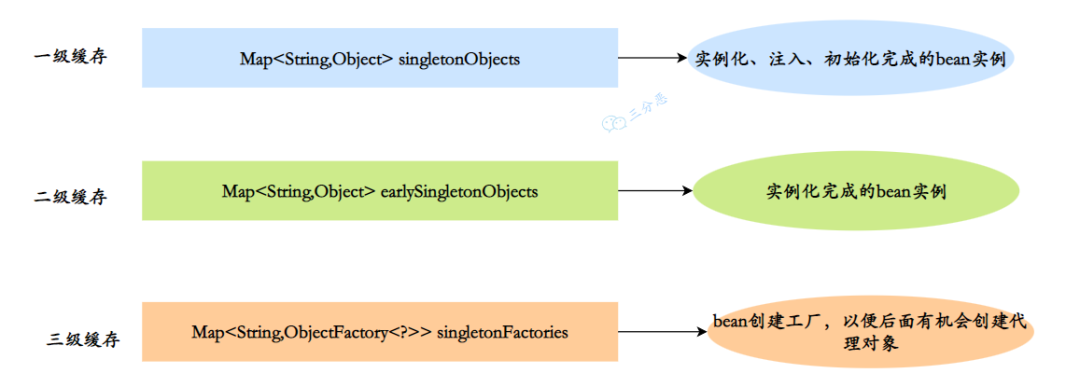 一级缓存
Map<String,Object> singletonObjects
实例化、注入、初始化完成的bean实例
三分恶
二级缓存
Map<String,Object> earlySingletonObjects
实例化完成的bean实例
三级缓存
Map<String,ObjectFactory<?>> singletonFactories
bean创建工厂，以便后面有机会创建代
理对象